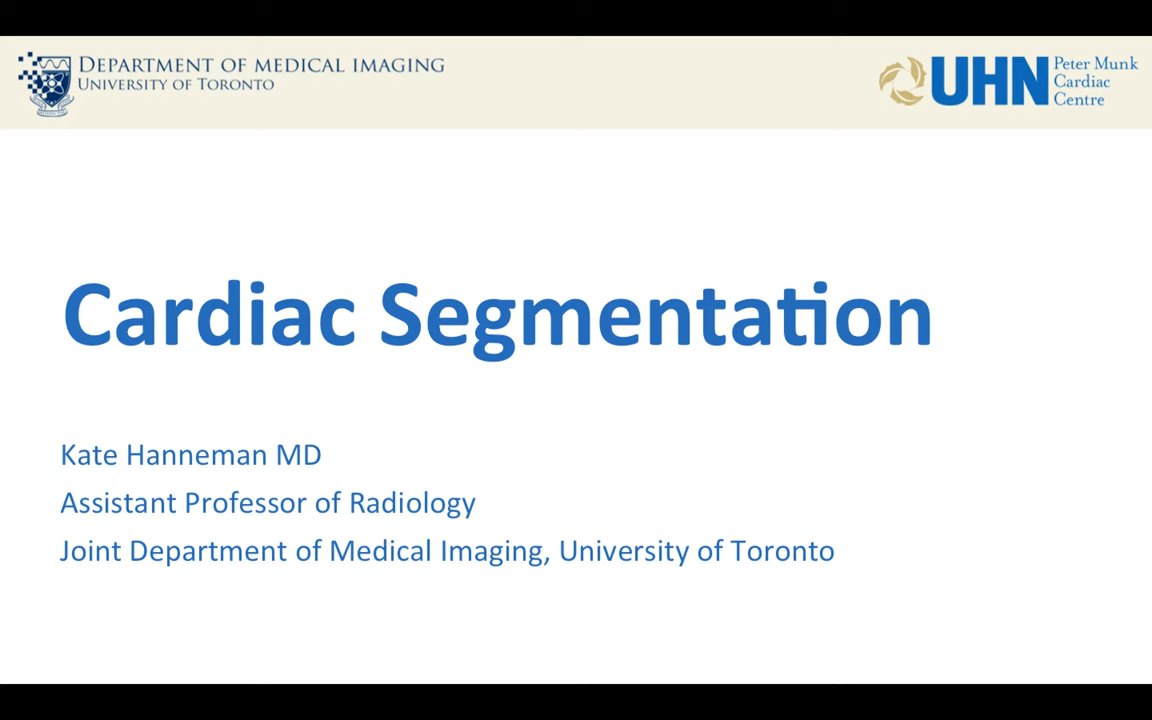 DEPARTMENT OF MEDICAL IMAGING
UNIVERSITY OF TORONTO
UHN
Peter Munk
Cardiac
Centre
Cardiac Segmentation
Kate Hanneman MD
Assistant Professor of Radiology
Joint Department of Medical Imaging, University of Toronto